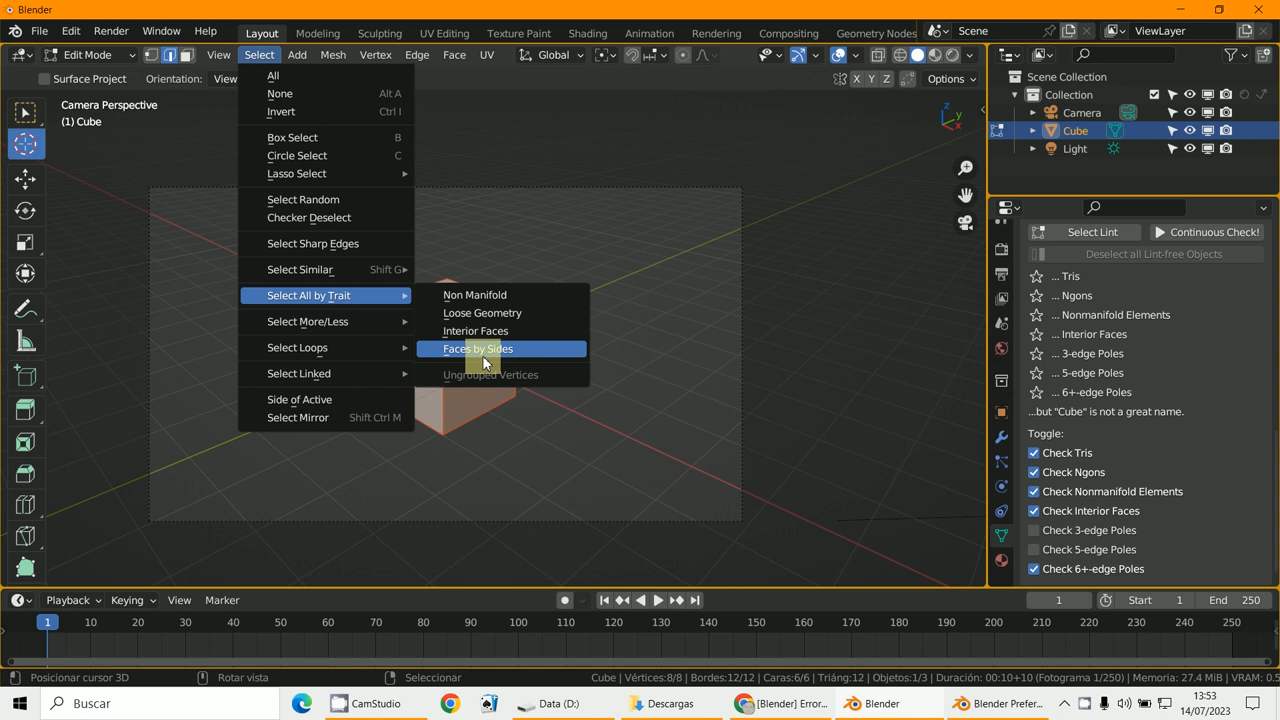 Blender
File Edit Render Window Help Layout Modeling Sculpting UV Editing Texture Paint Shading Animation Rendering Compositing Geometry Nodes Scene ViewLayer
Edit Mode View Select Add Mesh Vertex Edge Face UV Global
Surface Project Orientation: View X Y Z Options
Camera Perspective
(1) Cube
All
None Alt A
Invert Ctrl I
Box Select B
Circle Select C
Lasso Select
Select Random
Checker Deselect
Select Sharp Edges
Select Similar Shift G
Select All by Trait
Select More/Less
Select Loops
Select Linked
Side of Active
Select Mirror Shift Ctrl M
Non Manifold
Loose Geometry
Interior Faces
Faces by Sides
Ungrouped Vertices
Z
Y
X
Scene Collection
Collection
Camera
Cube
Light
Select Lint Continuous Check!
Deselect all Lint-free Objects
... Tris
... Ngons
... Nonmanifold Elements
... Interior Faces
... 3-edge Poles
... 5-edge Poles
... 6+-edge Poles
...but "Cube" is not a great name.
Toggle:
Check Tris
Check Ngons
Check Nonmanifold Elements
Check Interior Faces
Check 3-edge Poles
Check 5-edge Poles
Check 6+-edge Poles
Playback Keying View Marker 1 Start 1 End 250
1 10 20 30 40 50 60 70 80 90 100 110 120 130 140 150 160 170 180 190 200 210 220 230 240 250
Posicionar cursor 3D Rotar vista Seleccionar Cube | Vértices:8/8 | Bordes:12/12 | Caras:6/6 | Triáng:12 | Objetos:1/3 | Duración: 00:10+10 (Fotograma 1/250) | Memoria: 27.4 MiB | VRAM: 0.5
Buscar CamStudio Data (D:) Descargas [Blender] Error... Blender Blender Prefer... 13:53
14/07/2023